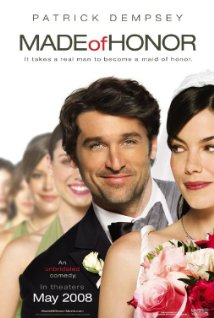 PATRICK DEMPSEY
MADE of HONOR
It takes a real man to become a maid of honor.
An
unbridaled
comedy.
In theaters
May 2008